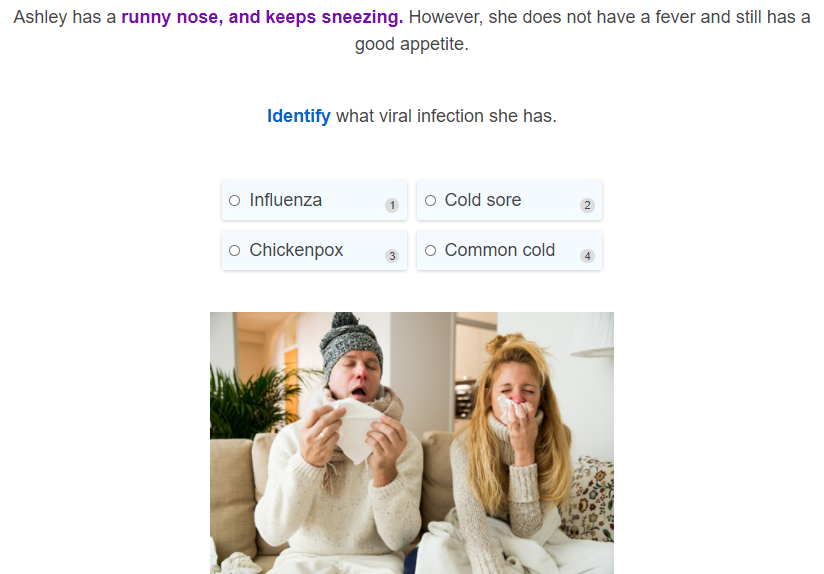 Ashley has a runny nose, and keeps sneezing. However, she does not have a fever and still has a
good appetite.
Identify what viral infection she has.
Influenza 1
Cold sore 2
Chickenpox 3
Common cold 4